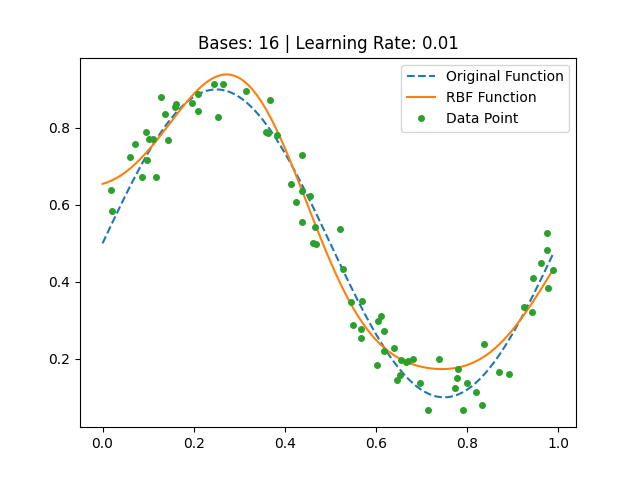 Bases: 16 | Learning Rate: 0.01
Original Function
RBF Function
Data Point
0.8
0.6
0.4
0.2
0.0 0.2 0.4 0.6 0.8 1.0